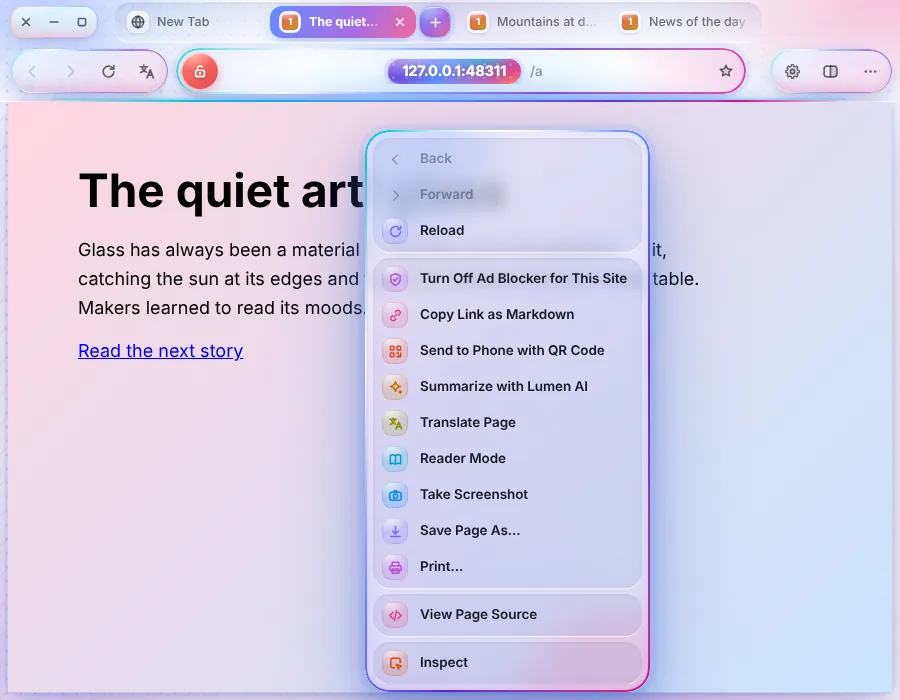 New Tab
1 The quiet...
1 Mountains at d...
1 News of the day
127.0.0.1:48311 /a
The quiet art
Glass has always been a material it,
catching the sun at its edges and table.
Makers learned to read its moods.
Read the next story
Back
Forward
Reload
Turn Off Ad Blocker for This Site
Copy Link as Markdown
Send to Phone with QR Code
Summarize with Lumen AI
Translate Page
Reader Mode
Take Screenshot
Save Page As...
Print...
View Page Source
Inspect